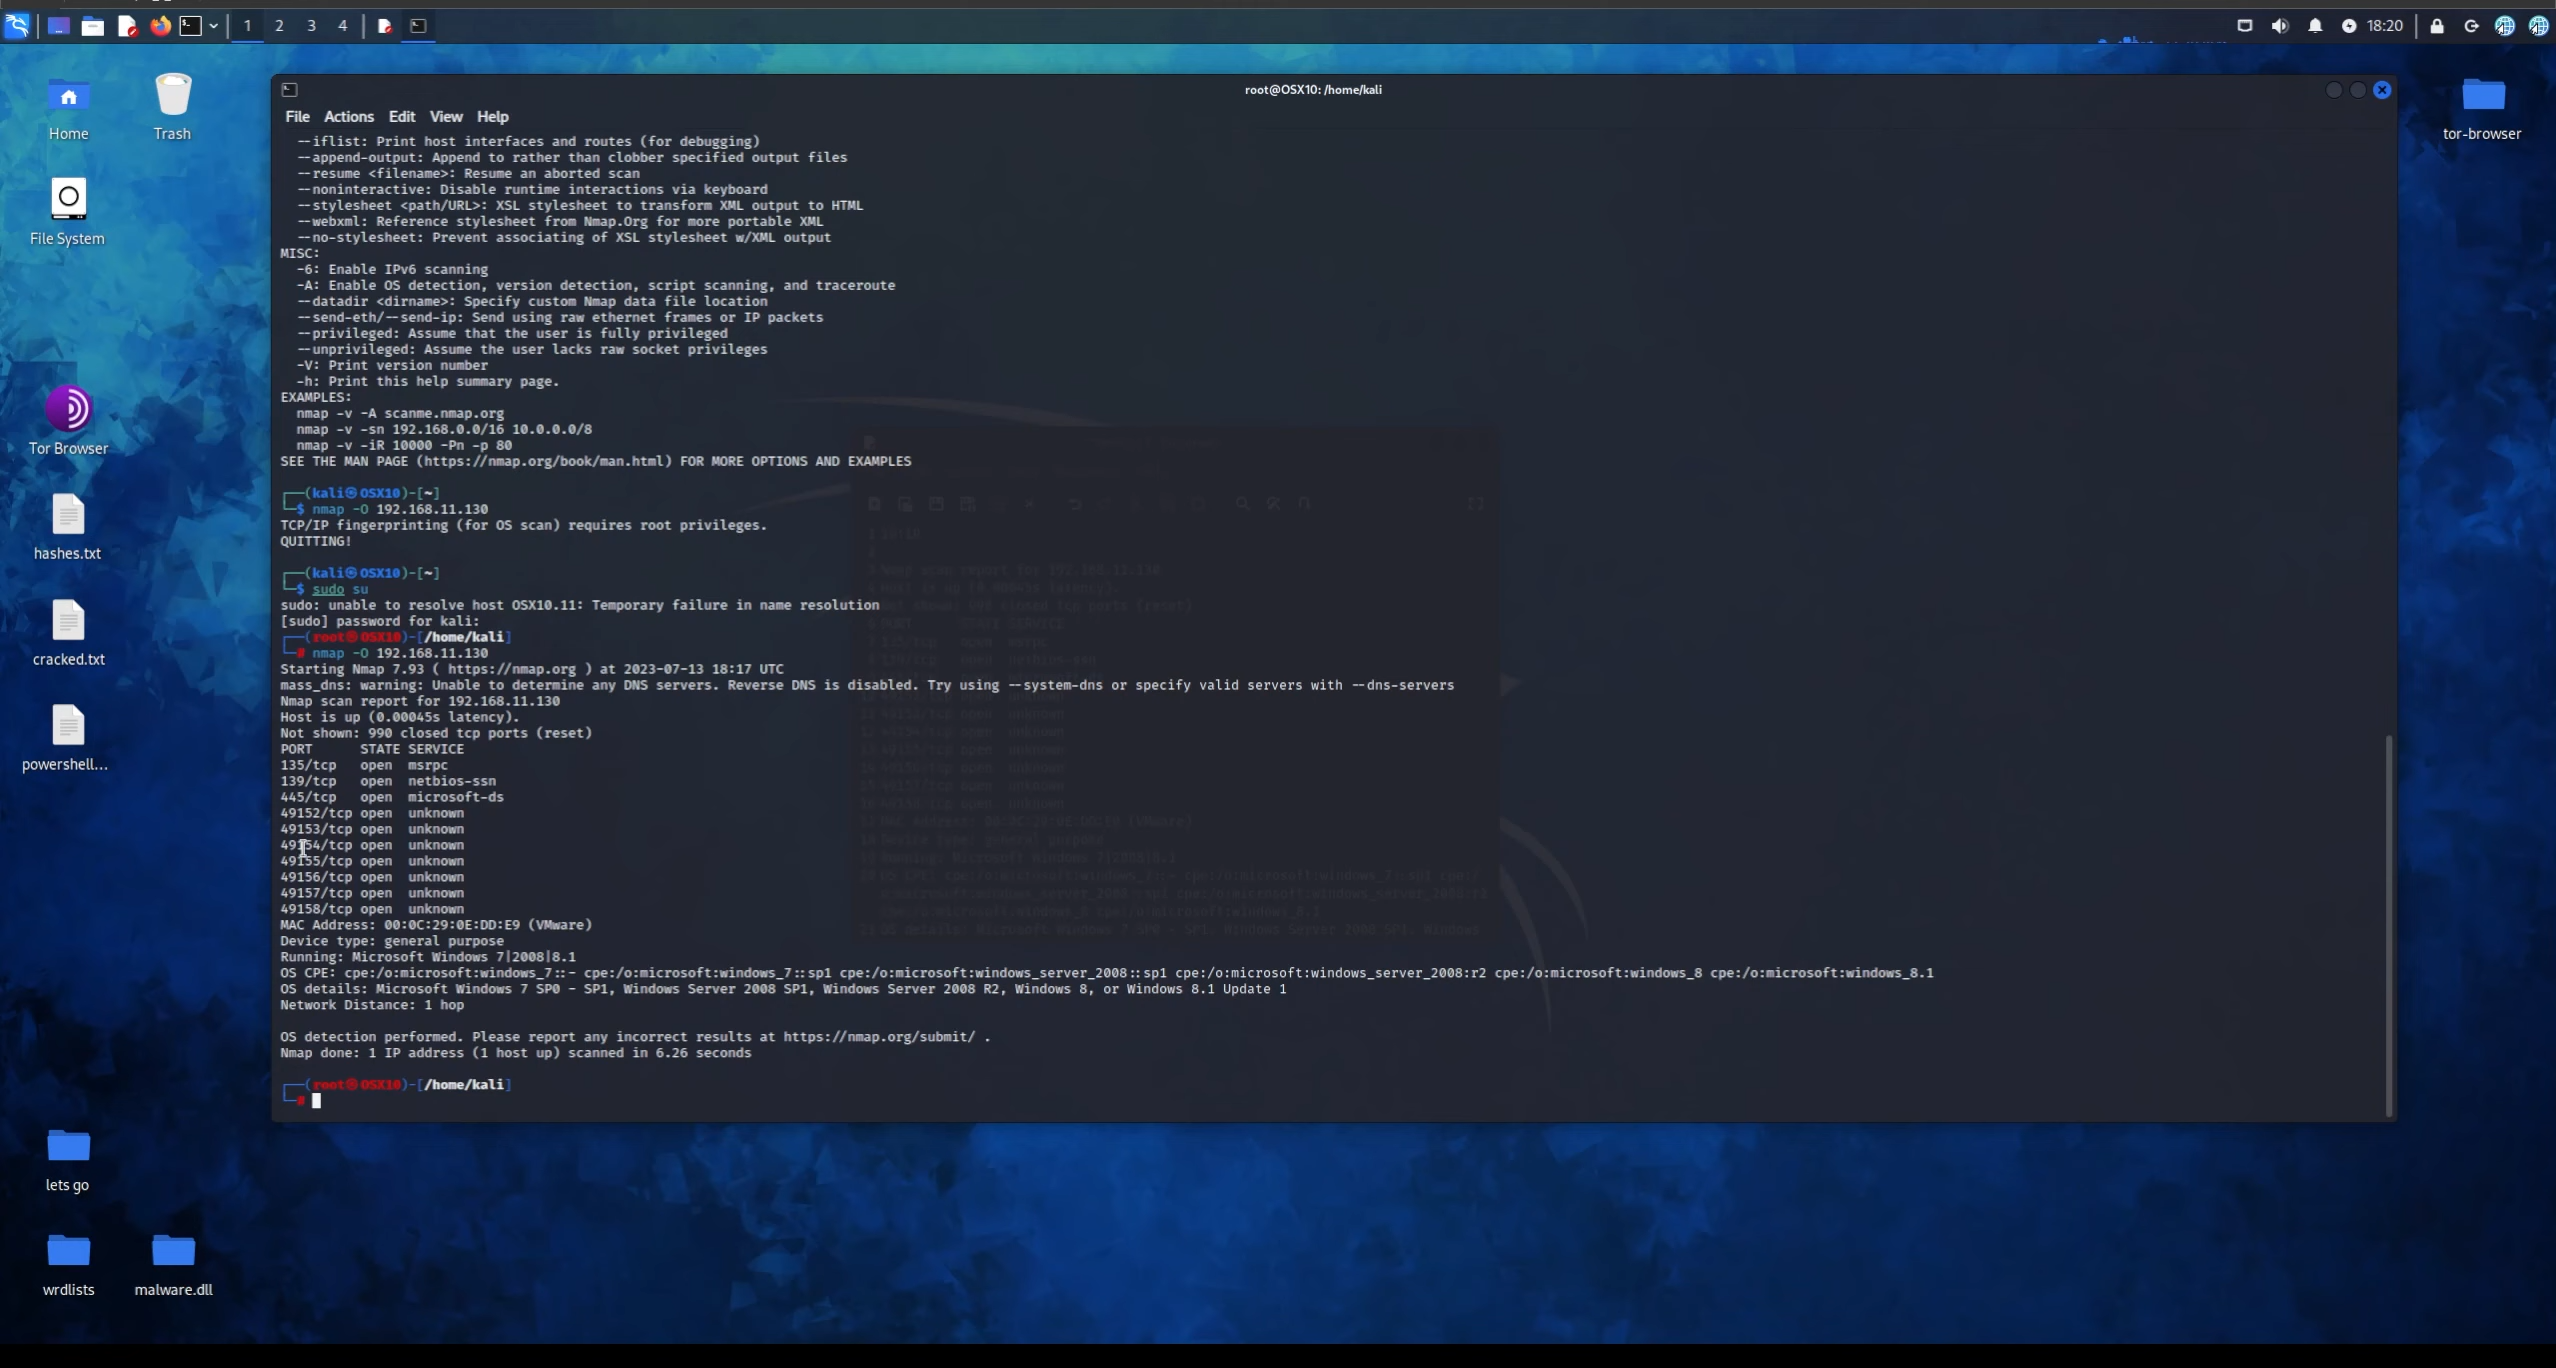 1 2 3 4
18:20
Home
Trash
File System
Tor Browser
hashes.txt
cracked.txt
powershell...
lets go
wrdlists
malware.dll
tor-browser
root@OSX10: /home/kali
File Actions Edit View Help
--iflist: Print host interfaces and routes (for debugging)
--append-output: Append to rather than clobber specified output files
--resume <filename>: Resume an aborted scan
--noninteractive: Disable runtime interactions via keyboard
--stylesheet <path/URL>: XSL stylesheet to transform XML output to HTML
--webxml: Reference stylesheet from Nmap.Org for more portable XML
--no-stylesheet: Prevent associating of XSL stylesheet w/XML output
MISC:
-6: Enable IPv6 scanning
-A: Enable OS detection, version detection, script scanning, and traceroute
--datadir <dirname>: Specify custom Nmap data file location
--send-eth/--send-ip: Send using raw ethernet frames or IP packets
--privileged: Assume that the user is fully privileged
--unprivileged: Assume the user lacks raw socket privileges
-V: Print version number
-h: Print this help summary page.
EXAMPLES:
nmap -v -A scanme.nmap.org
nmap -v -sn 192.168.0.0/16 10.0.0.0/8
nmap -v -iR 10000 -Pn -p 80
SEE THE MAN PAGE (https://nmap.org/book/man.html) FOR MORE OPTIONS AND EXAMPLES
┌──(kali㉿OSX10)-[~]
└─$ nmap -O 192.168.11.130
TCP/IP fingerprinting (for OS scan) requires root privileges.
QUITTING!
┌──(kali㉿OSX10)-[~]
└─$ sudo su
sudo: unable to resolve host OSX10.11: Temporary failure in name resolution
[sudo] password for kali:
┌──(root㉿OSX10)-[/home/kali]
└─# nmap -O 192.168.11.130
Starting Nmap 7.93 ( https://nmap.org ) at 2023-07-13 18:17 UTC
mass_dns: warning: Unable to determine any DNS servers. Reverse DNS is disabled. Try using --system-dns or specify valid servers with --dns-servers
Nmap scan report for 192.168.11.130
Host is up (0.00045s latency).
Not shown: 990 closed tcp ports (reset)
PORT STATE SERVICE
135/tcp open msrpc
139/tcp open netbios-ssn
445/tcp open microsoft-ds
49152/tcp open unknown
49153/tcp open unknown
49154/tcp open unknown
49155/tcp open unknown
49156/tcp open unknown
49157/tcp open unknown
49158/tcp open unknown
MAC Address: 00:0C:29:0E:DD:E9 (VMware)
Device type: general purpose
Running: Microsoft Windows 7|2008|8.1
OS CPE: cpe:/o:microsoft:windows_7::- cpe:/o:microsoft:windows_7::sp1 cpe:/o:microsoft:windows_server_2008::sp1 cpe:/o:microsoft:windows_server_2008:r2 cpe:/o:microsoft:windows_8 cpe:/o:microsoft:windows_8.1
OS details: Microsoft Windows 7 SP0 - SP1, Windows Server 2008 SP1, Windows Server 2008 R2, Windows 8, or Windows 8.1 Update 1
Network Distance: 1 hop
OS detection performed. Please report any incorrect results at https://nmap.org/submit/ .
Nmap done: 1 IP address (1 host up) scanned in 6.26 seconds
┌──(root㉿OSX10)-[/home/kali]
└─#